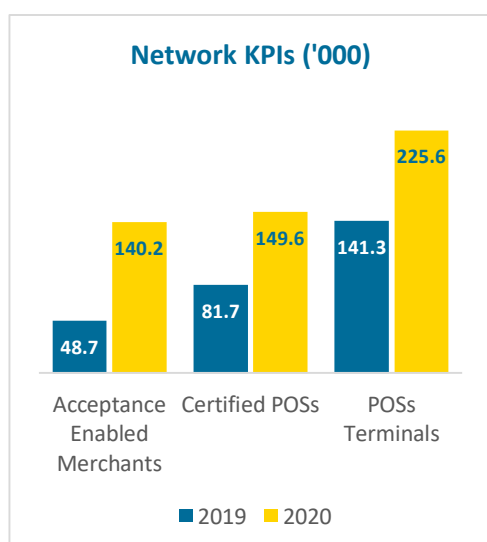 Network KPIs ('000)
225.6
140.2
149.6
141.3
81.7
48.7
Acceptance Enabled Merchants
Certified POSs
POSs Terminals
2019
2020